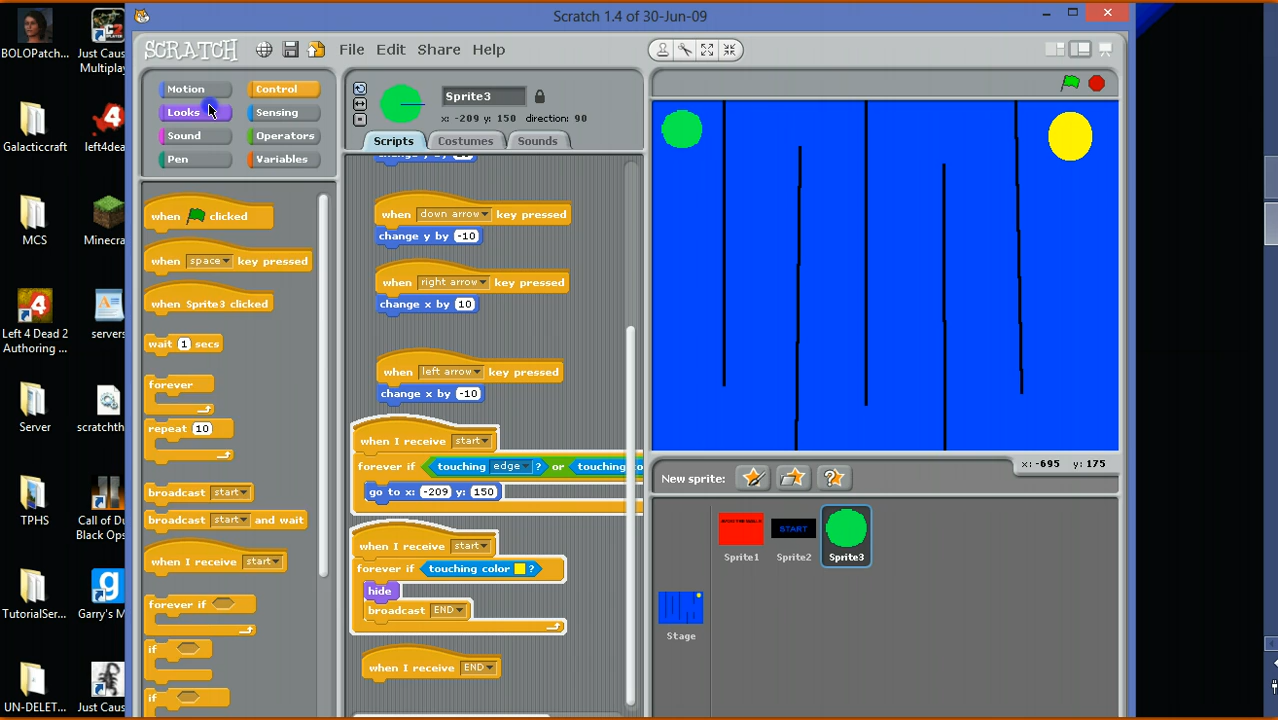 Scratch 1.4 of 30-Jun-09
BOLOPatch...
Just Caus
Multiplay
Galacticcraft
left4dea
MCS
Minecra
Left 4 Dead 2
Authoring ...
servers
Server
scratchth
TPHS
Call of Du
Black Ops
TutorialSer...
Garry's M
UN-DELET...
Just Caus
SCRATCH
File Edit Share Help
Motion
Control
Looks
Sensing
Sound
Operators
Pen
Variables
when clicked
when space key pressed
when Sprite3 clicked
wait 1 secs
forever
repeat 10
broadcast start
broadcast start and wait
when I receive start
forever if
if
if
Sprite3
x: -209 y: 150 direction: 90
Scripts Costumes Sounds
when down arrow key pressed
change y by -10
when right arrow key pressed
change x by 10
when left arrow key pressed
change x by -10
when I receive start
forever if touching edge ? or touching co
go to x: -209 y: 150
when I receive start
forever if touching color ?
hide
broadcast END
when I receive END
x: -695 y: 175
New sprite:
START
Sprite1 Sprite2 Sprite3
Stage